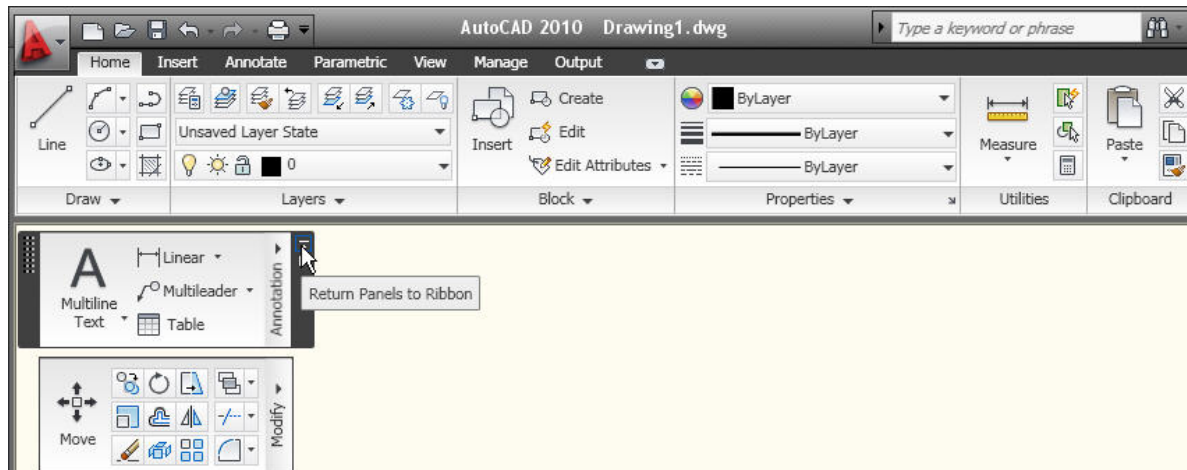 AutoCAD 2010 Drawing1.dwg
Type a keyword or phrase
Home Insert Annotate Parametric View Manage Output
Line
Unsaved Layer State
0
Insert
Create
Edit
Edit Attributes
ByLayer
ByLayer
ByLayer
Measure
Paste
Draw Layers Block Properties Utilities Clipboard
Multiline
Text
Linear
Multileader
Table
Annotation
Return Panels to Ribbon
Move
Modify